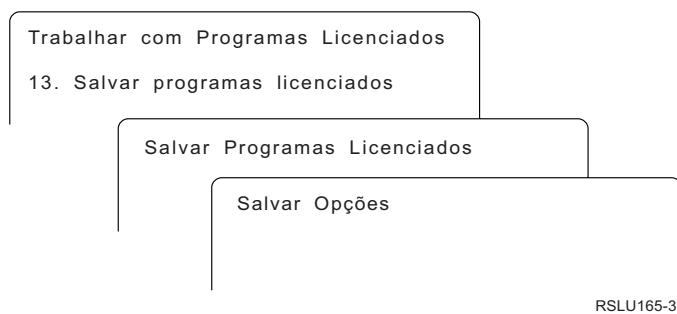 Trabalhar com Programas Licenciados
13. Salvar programas licenciados
Salvar Programas Licenciados
Salvar Opções
RSLU165-3